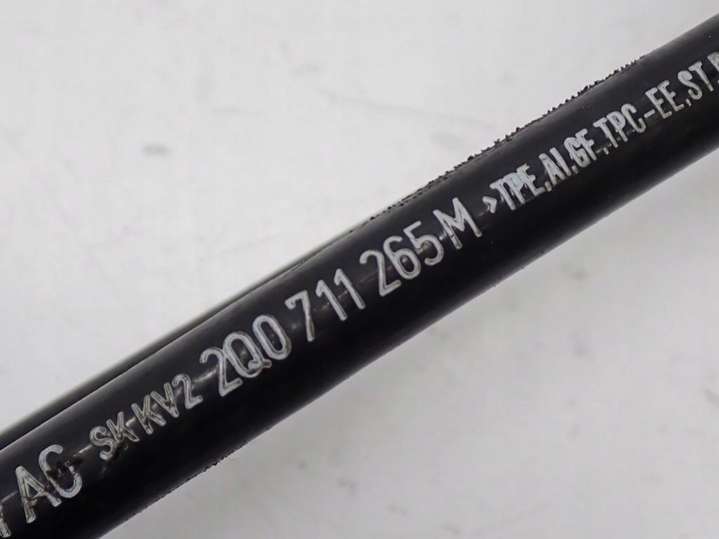 AC SK-KV2 2Q0 711 265 M >TPE,AI,GF,TPC-EE,ST,